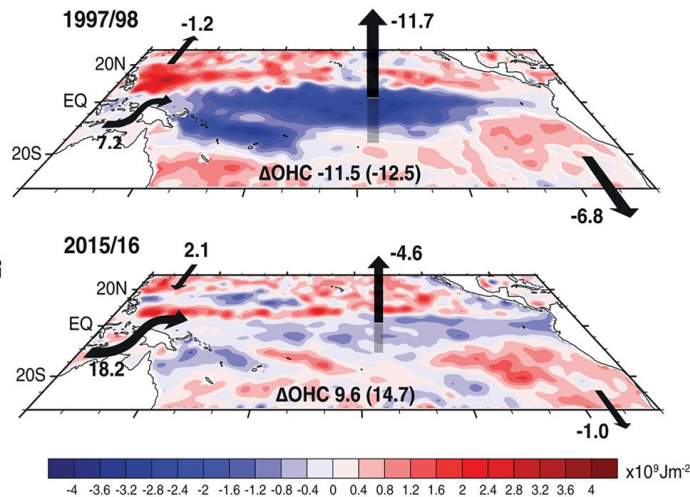 1997/98
-1.2
-11.7
20N
EQ
7.2
20S
ΔOHC -11.5 (-12.5)
-6.8
2015/16
2.1
-4.6
20N
EQ
18.2
20S
ΔOHC 9.6 (14.7)
-1.0
-4 -3.6 -3.2 -2.8 -2.4 -2 -1.6 -1.2 -0.8 -0.4 0 0.4 0.8 1.2 1.6 2 2.4 2.8 3.2 3.6 4
x10⁹Jm⁻²